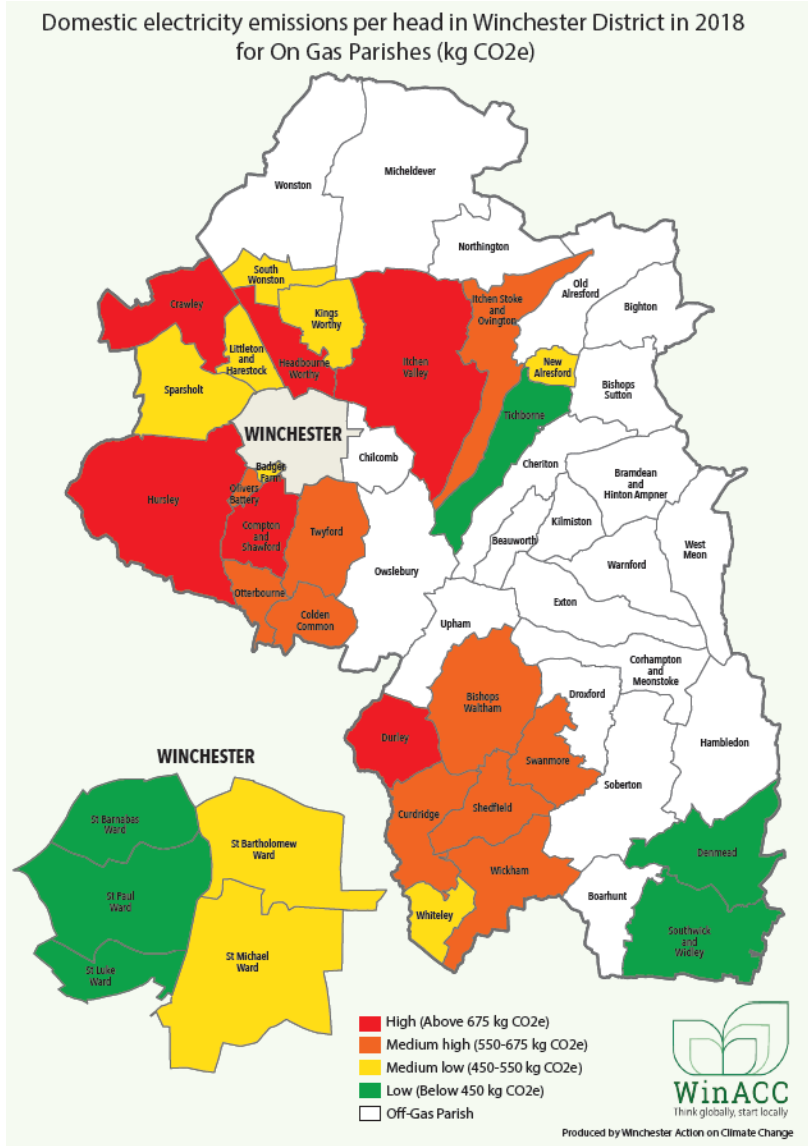 Domestic electricity emissions per head in Winchester District in 2018
for On Gas Parishes (kg CO2e)
Wonston
Micheldever
Northington
South
Wonston
Crawley
Kings
Worthy
Itchen Stoke
and
Ovington
Old
Alresford
Bighton
Littleton
and
Harestock
Headbourne
Worthy
Itchen
Valley
New
Alresford
Bishops
Sutton
Sparsholt
Tichborne
WINCHESTER
Chilcomb
Cheriton
Badger
Farm
Bramdean
and
Hinton Ampner
Olivers
Battery
Hursley
Compton
and
Shawford
Twyford
Kilmiston
Beauworth
West
Meon
Warnford
Owslebury
Otterbourne
Exton
Colden
Common
Upham
Corhampton
and
Meonstoke
Droxford
Bishops
Waltham
Durley
Hambledon
Swanmore
Soberton
Curdridge
Shedfield
Denmead
Wickham
Boarhunt
Whiteley
Southwick
and
Widley
WINCHESTER
St Barnabas
Ward
St Bartholomew
Ward
St Paul
Ward
St Michael
Ward
St Luke
Ward
High (Above 675 kg CO2e)
Medium high (550-675 kg CO2e)
Medium low (450-550 kg CO2e)
Low (Below 450 kg CO2e)
Off-Gas Parish
WinACC
Think globally, start locally
Produced by Winchester Action on Climate Change